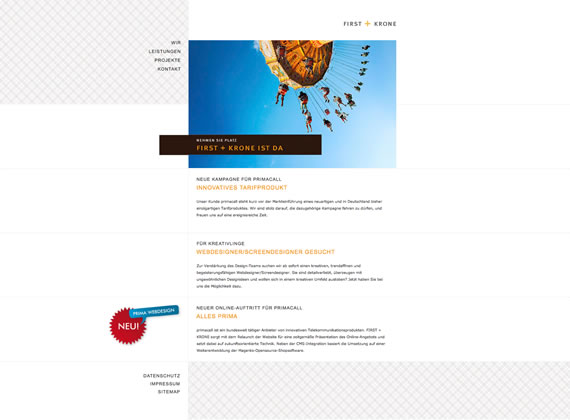 FIRST + KRONE
WIR
LEISTUNGEN
PROJEKTE
KONTAKT
NEHMEN SIE PLATZ
FIRST + KRONE IST DA
NEUE KAMPAGNE FÜR PRIMACALL
INNOVATIVES TARIFPRODUKT
Unser Kunde primacall steht kurz vor der Markteinführung eines neuartigen und in Deutschland bisher
einzigartigen Tarifproduktes. Wir sind stolz darauf, die dazugehörige Kampagne fahren zu dürfen, und
freuen uns auf eine ereignisreiche Zeit.
FÜR KREATIVLINGE
WEBDESIGNER/SCREENDESIGNER GESUCHT
Zur Verstärkung des Design-Teams suchen wir ab sofort einen kreativen, trendaffinen und
begeisterungsfähigen Webdesigner/Screendesigner. Sie sind detailverliebt, überzeugen mit
ungewöhnlichen Designideen und wollen sich in einem kreativen Umfeld austoben? Jetzt haben Sie bei
uns die Möglichkeit dazu.
NEUER ONLINE-AUFTRITT FÜR PRIMACALL
ALLES PRIMA
PRIMA WEBDESIGN
NEU!
primacall ist ein bundesweit tätiger Anbieter von innovativen Telekommunikationsprodukten. FIRST +
KRONE sorgt mit dem Relaunch der Website für eine zeitgemäße Präsentation des Online-Angebots und
setzt dabei auf zukunftsorientierte Technik. Neben der CMS-Integration basiert die Umsetzung auf einer
Weiterentwicklung der Magento-Opensource-Shopsoftware.
DATENSCHUTZ
IMPRESSUM
SITEMAP